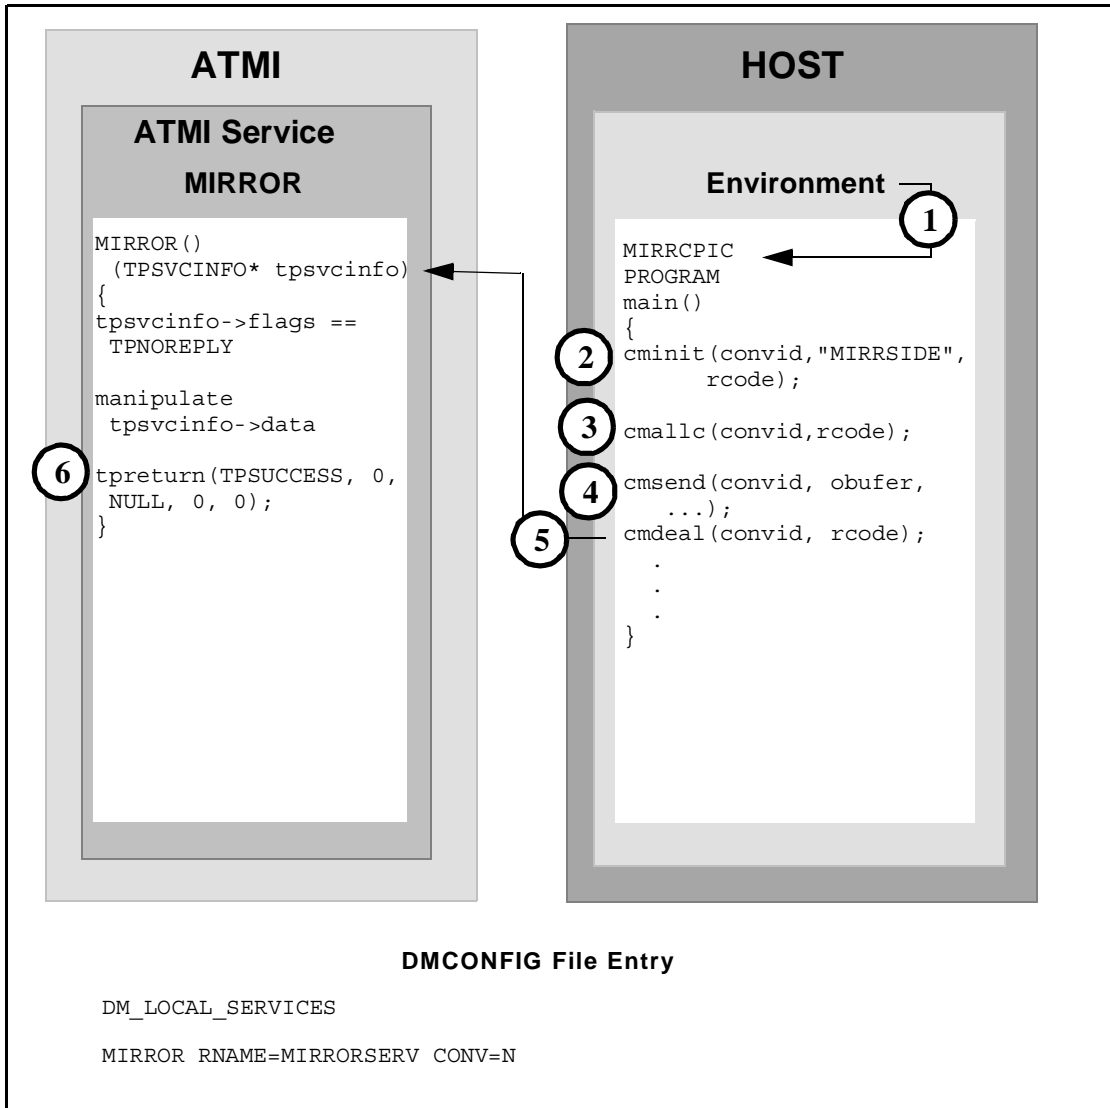 ATMI
ATMI Service
MIRROR
MIRROR()
(TPSVCINFO* tpsvcinfo)
{
tpsvcinfo->flags ==
TPNOREPLY
manipulate
tpsvcinfo->data
6
tpreturn(TPSUCCESS, 0,
NULL, 0, 0);
}
HOST
Environment
1
MIRRCPIC
PROGRAM
main()
{
2
cminit(convid,"MIRRSIDE",
rcode);
3
cmallc(convid,rcode);
4
cmsend(convid, obufer,
...);
5
cmdeal(convid, rcode);
.
.
.
}
DMCONFIG File Entry
DM_LOCAL_SERVICES
MIRROR RNAME=MIRRORSERV CONV=N